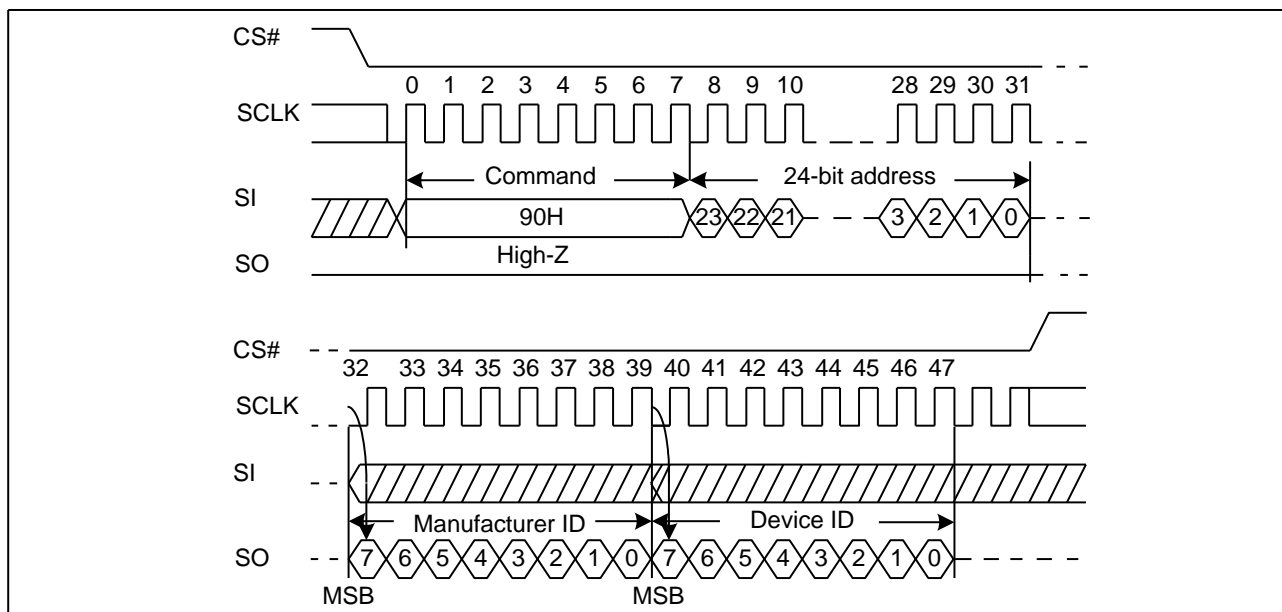 CS#
0 1 2 3 4 5 6 7 8 9 10 28 29 30 31
SCLK
Command 24-bit address
SI
90H 23 22 21 3 2 1 0
High-Z
SO
CS#
32 33 34 35 36 37 38 39 40 41 42 43 44 45 46 47
SCLK
SI
Manufacturer ID Device ID
SO 7 6 5 4 3 2 1 0 7 6 5 4 3 2 1 0
MSB MSB